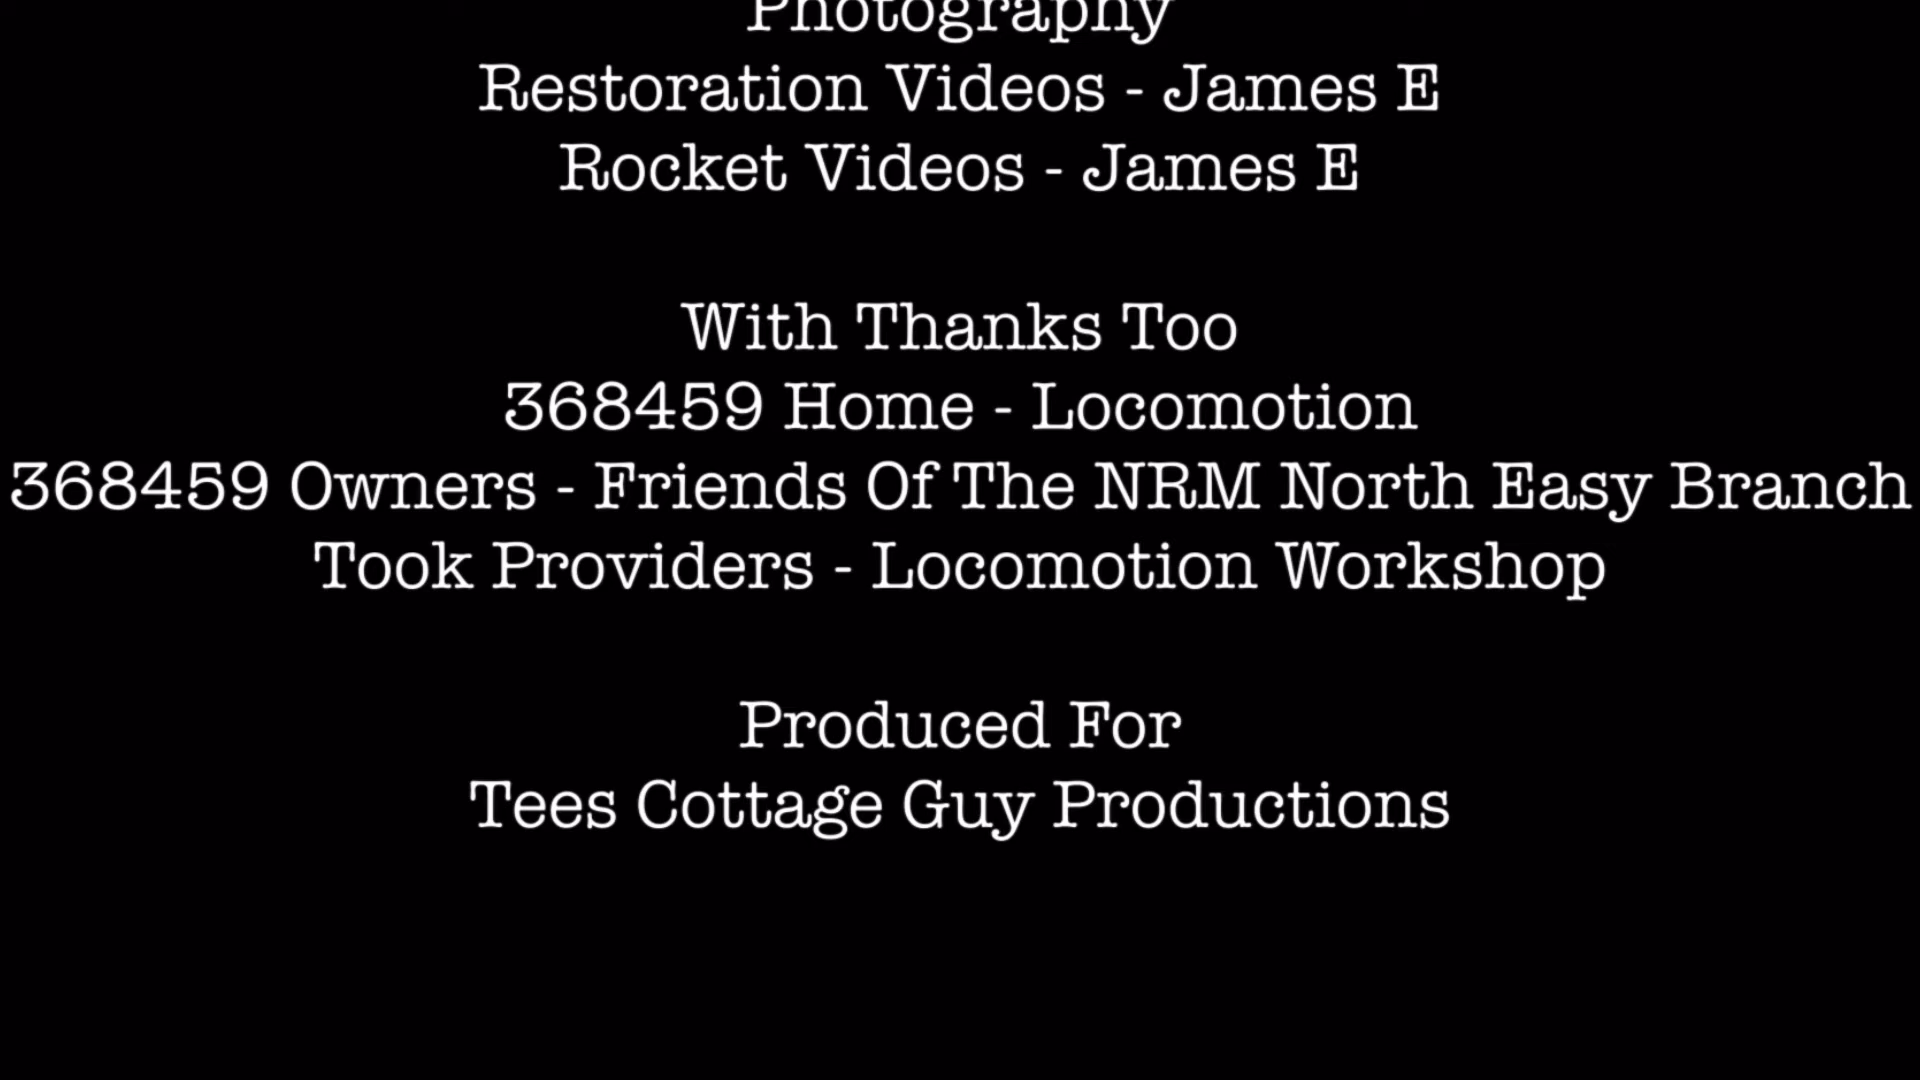 Photography
Restoration Videos - James E
Rocket Videos - James E
With Thanks Too
368459 Home - Locomotion
368459 Owners - Friends Of The NRM North Easy Branch
Took Providers - Locomotion Workshop
Produced For
Tees Cottage Guy Productions